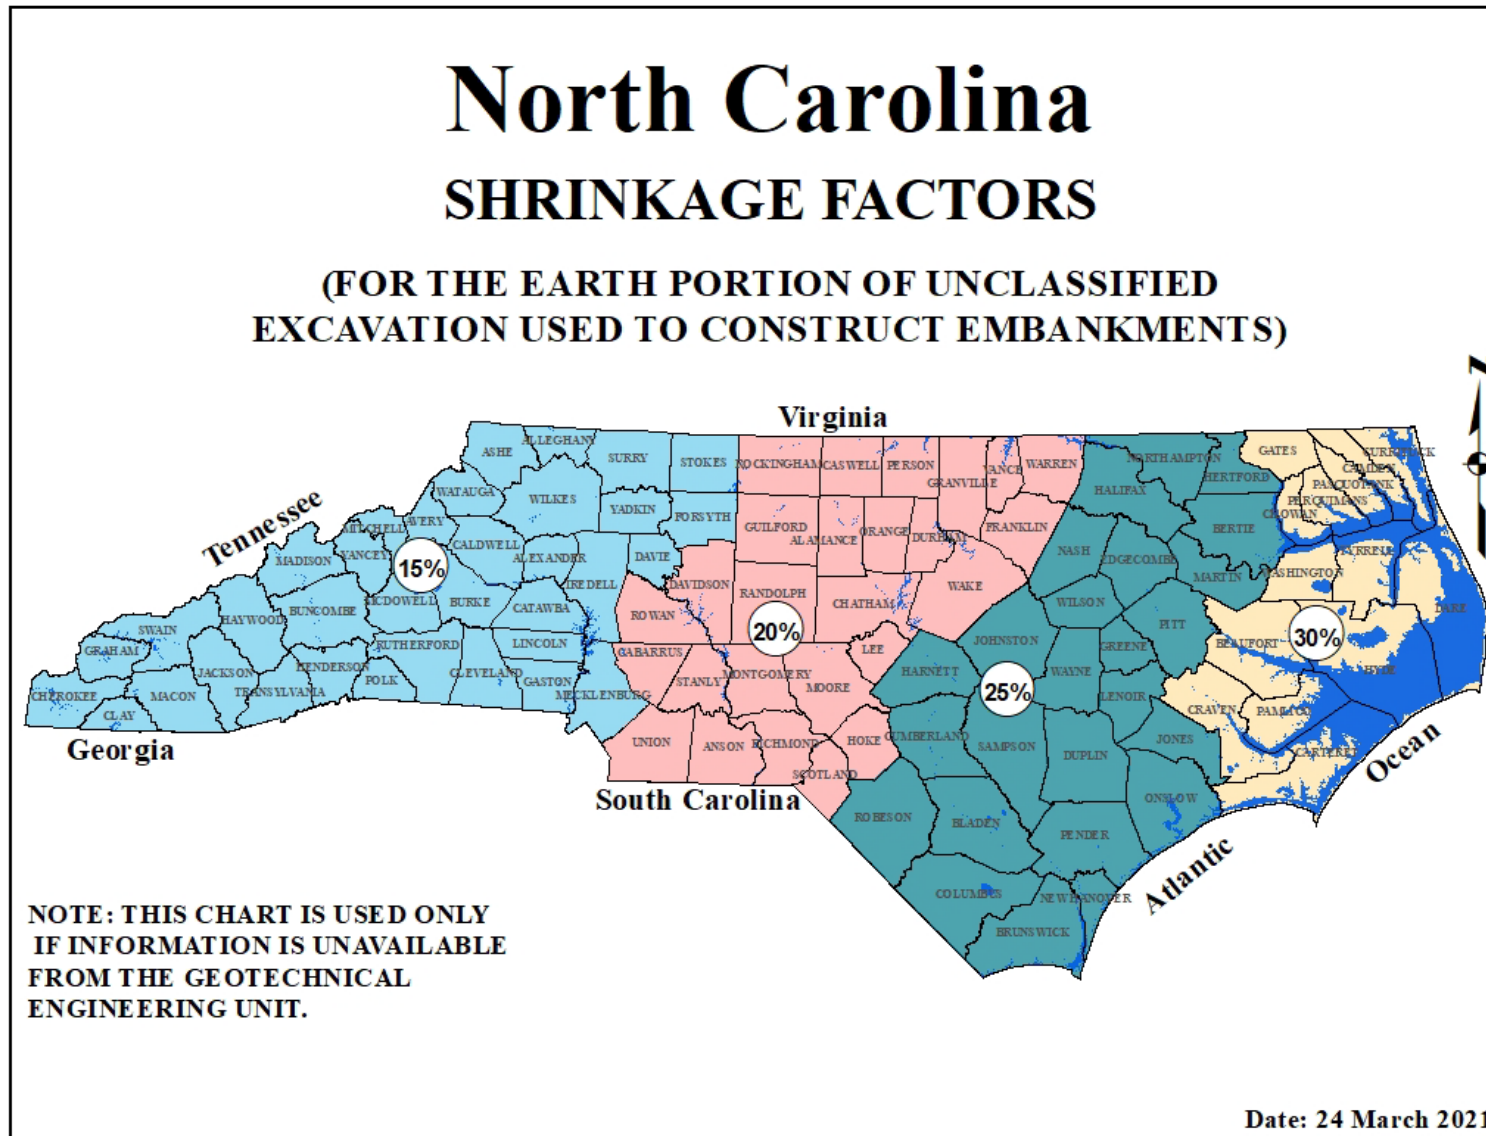 North Carolina
SHRINKAGE FACTORS
(FOR THE EARTH PORTION OF UNCLASSIFIED
EXCAVATION USED TO CONSTRUCT EMBANKMENTS)
Virginia
Tennessee
Georgia
South Carolina
Atlantic
Ocean
ASHE
ALLEGHANY
SURRY
STOKES
ROCKINGHAM
CASWELL
PERSON
GRANVILLE
VANCE
WARREN
NORTHAMPTON
HERTFORD
GATES
CURRITUCK
CAMDEN
PASQUOTANK
PERQUIMANS
CHOWAN
WATAUGA
WILKES
YADKIN
FORSYTH
GUILFORD
ALAMANCE
ORANGE
DURHAM
FRANKLIN
HALIFAX
BERTIE
MITCHELL
AVERY
CALDWELL
ALEXANDER
DAVIE
IREDELL
DAVIDSON
RANDOLPH
CHATHAM
WAKE
NASH
EDGECOMBE
MARTIN
WASHINGTON
TYRRELL
DARE
MADISON
YANCEY
15%
MCDOWELL
BURKE
CATAWBA
ROWAN
20%
WILSON
PITT
BEAUFORT
30%
HYDE
HAYWOOD
BUNCOMBE
RUTHERFORD
LINCOLN
CABARRUS
STANLY
MONTGOMERY
MOORE
LEE
HARNETT
JOHNSTON
WAYNE
GREENE
LENOIR
CRAVEN
PAMLICO
SWAIN
GRAHAM
JACKSON
HENDERSON
TRANSYLVANIA
POLK
CLEVELAND
GASTON
MECKLENBURG
CHEROKEE
MACON
CLAY
UNION
ANSON
RICHMOND
HOKE
SCOTLAND
CUMBERLAND
25%
SAMPSON
DUPLIN
JONES
CARTERET
ONSLOW
ROBESON
BLADEN
PENDER
COLUMBUS
NEW HANOVER
BRUNSWICK
NOTE: THIS CHART IS USED ONLY
IF INFORMATION IS UNAVAILABLE
FROM THE GEOTECHNICAL
ENGINEERING UNIT.
Date: 24 March 2021